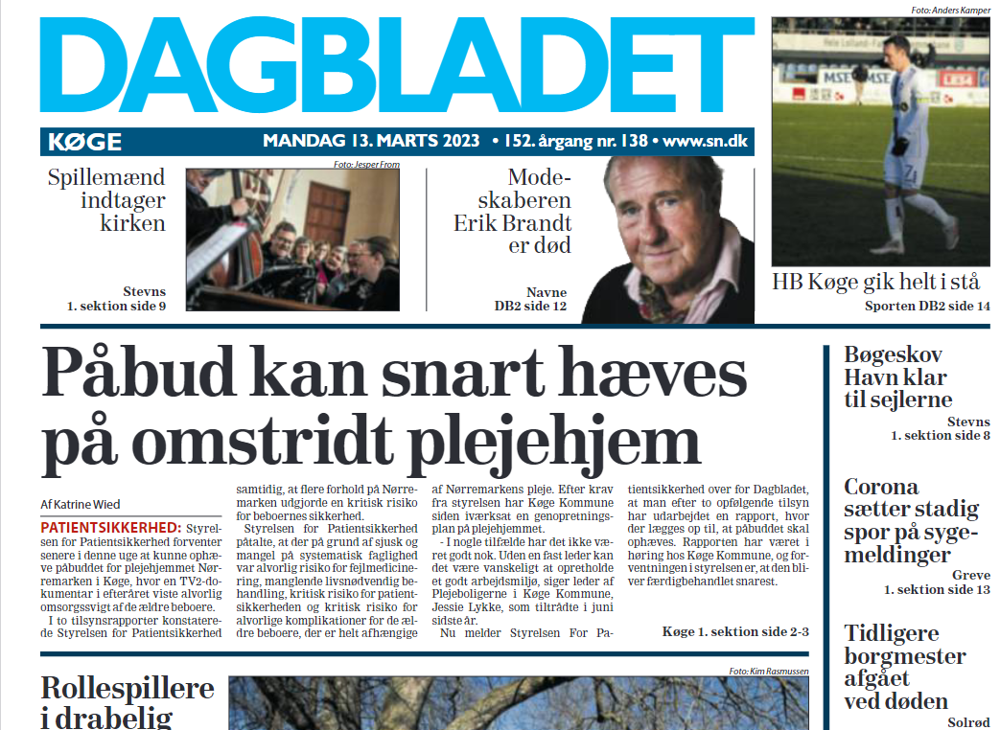 Foto: Anders Kamper
DAGBLADET
KØGE
MANDAG 13. MARTS 2023 • 152. årgang nr. 138 • www.sn.dk
Foto: Jesper From
Spillemænd
indtager
kirken
Stevns
1. sektion side 9
Mode-
skaberen
Erik Brandt
er død
Navne
DB2 side 12
MSE
MSE
HB Køge gik helt i stå
Sporten DB2 side 14
Påbud kan snart hæves
på omstridt plejehjem
Af Katrine Wied
PATIENTSIKKERHED: Styrel-
sen for Patientsikkerhed forventer
senere i denne uge at kunne ophæ-
ve påbuddet for plejehjemmet Nør-
remarken i Køge, hvor en TV2-do-
kumentar i efteråret viste alvorlig
omsorgssvigt af de ældre beboere.
I to tilsynsrapporter konstatere-
de Styrelsen for Patientsikkerhed
samtidig, at flere forhold på Nørre-
marken udgjorde en kritisk risiko
for beboernes sikkerhed.
Styrelsen for Patientsikkerhed
påtalte, at der på grund af sjusk og
mangel på systematisk faglighed
var alvorlig risiko for fejlmedicine-
ring, manglende livsnødvendig be-
handling, kritisk risiko for patient-
sikkerheden og kritisk risiko for
alvorlige komplikationer for de æl-
dre beboere, der er helt afhængige
af Nørremarkens pleje. Efter krav
fra styrelsen har Køge Kommune
siden iværksat en genopretnings-
plan på plejehjemmet.
- I nogle tilfælde har det ikke væ-
ret godt nok. Uden en fast leder kan
det være vanskeligt at opretholde
et godt arbejdsmiljø, siger leder af
Plejeboligerne i Køge Kommune,
Jessie Lykke, som tiltrådte i juni
sidste år.
Nu melder Styrelsen For Pa-
tientsikkerhed over for Dagbladet,
at man efter to opfølgende tilsyn
har udarbejdet en rapport, hvor
der lægges op til, at påbuddet skal
ophæves. Rapporten har været i
høring hos Køge Kommune, og for-
ventningen i styrelsen er, at den bli-
ver færdigbehandlet snarest.
Køge 1. sektion side 2-3
Bøgeskov
Havn klar
til sejlerne
Stevns
1. sektion side 8
Corona
sætter stadig
spor på syge-
meldinger
Greve
1. sektion side 13
Tidligere
borgmester
afgået
ved døden
Solrød
Foto: Kim Rasmussen
Rollespillere
i drabelig